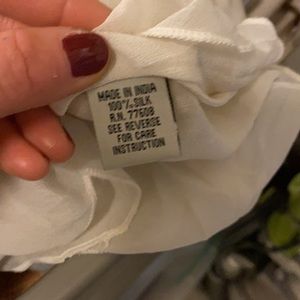 MADE IN INDIA
100% SILK
R.N. 77608
SEE REVERSE
FOR CARE
INSTRUCTION